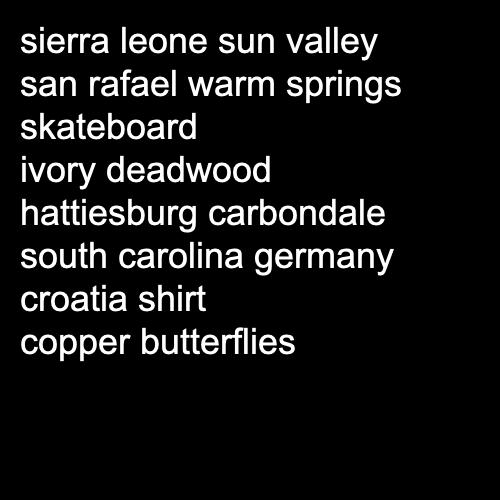 sierra leone sun valley
san rafael warm springs
skateboard
ivory deadwood
hattiesburg carbondale
south carolina germany
croatia shirt
copper butterflies